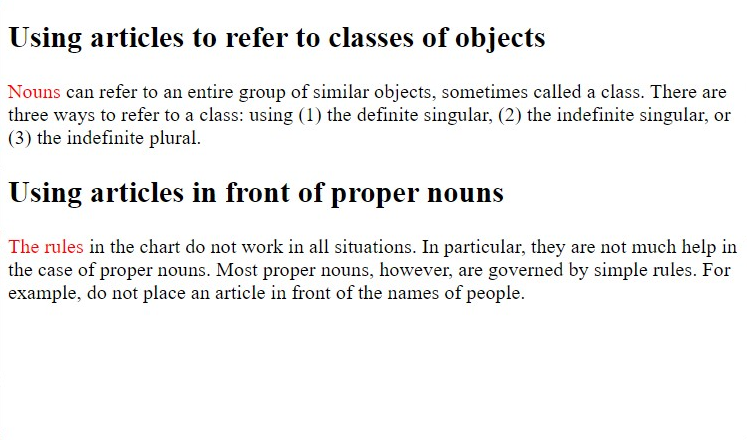 Using articles to refer to classes of objects
Nouns can refer to an entire group of similar objects, sometimes called a class. There are
three ways to refer to a class: using (1) the definite singular, (2) the indefinite singular, or
(3) the indefinite plural.
Using articles in front of proper nouns
The rules in the chart do not work in all situations. In particular, they are not much help in
the case of proper nouns. Most proper nouns, however, are governed by simple rules. For
example, do not place an article in front of the names of people.